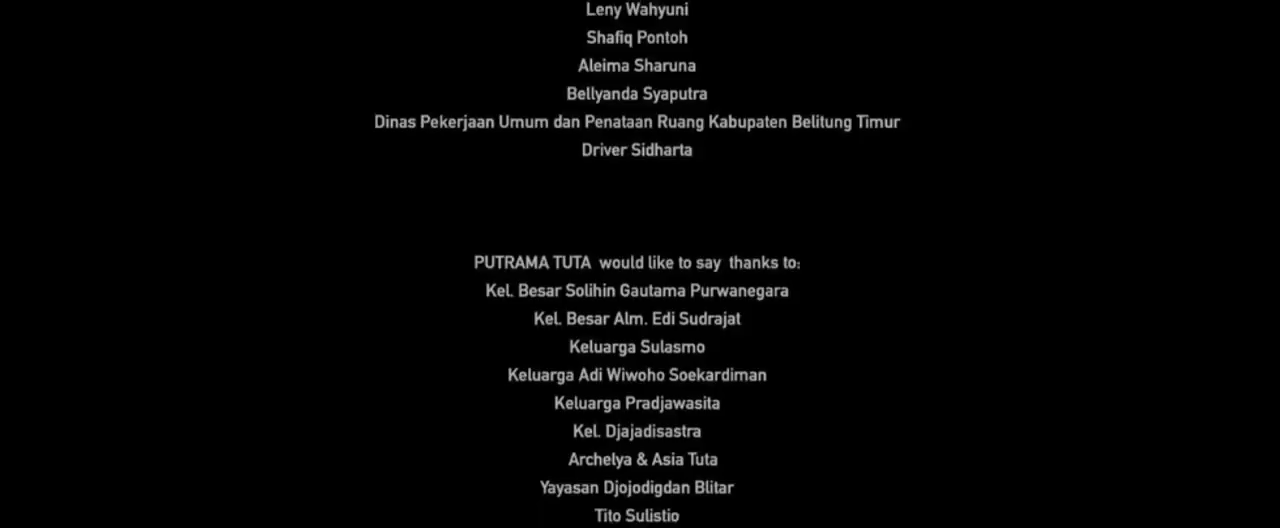 Leny Wahyuni
Shafiq Pontoh
Aleima Sharuna
Bellyanda Syaputra
Dinas Pekerjaan Umum dan Penataan Ruang Kabupaten Belitung Timur
Driver Sidharta
PUTRAMA TUTA would like to say thanks to:
Kel. Besar Solihin Gautama Purwanegara
Kel. Besar Alm. Edi Sudrajat
Keluarga Sulasmo
Keluarga Adi Wiwoho Soekardiman
Keluarga Pradjawasita
Kel. Djajadisastra
Archelya & Asia Tuta
Yayasan Djojodigdan Blitar
Tito Sulistio